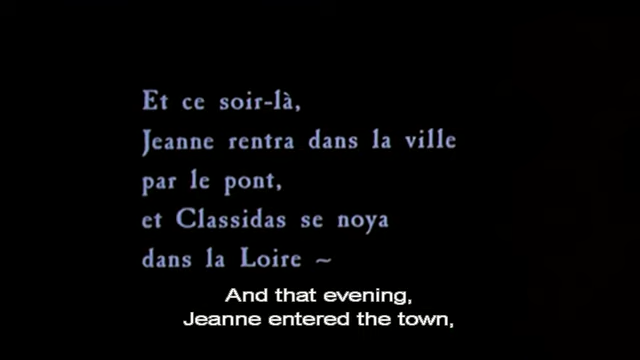 Et ce soir-là,
Jeanne rentra dans la ville
par le pont,
et Classidas se noya
dans la Loire ~
And that evening,
Jeanne entered the town,